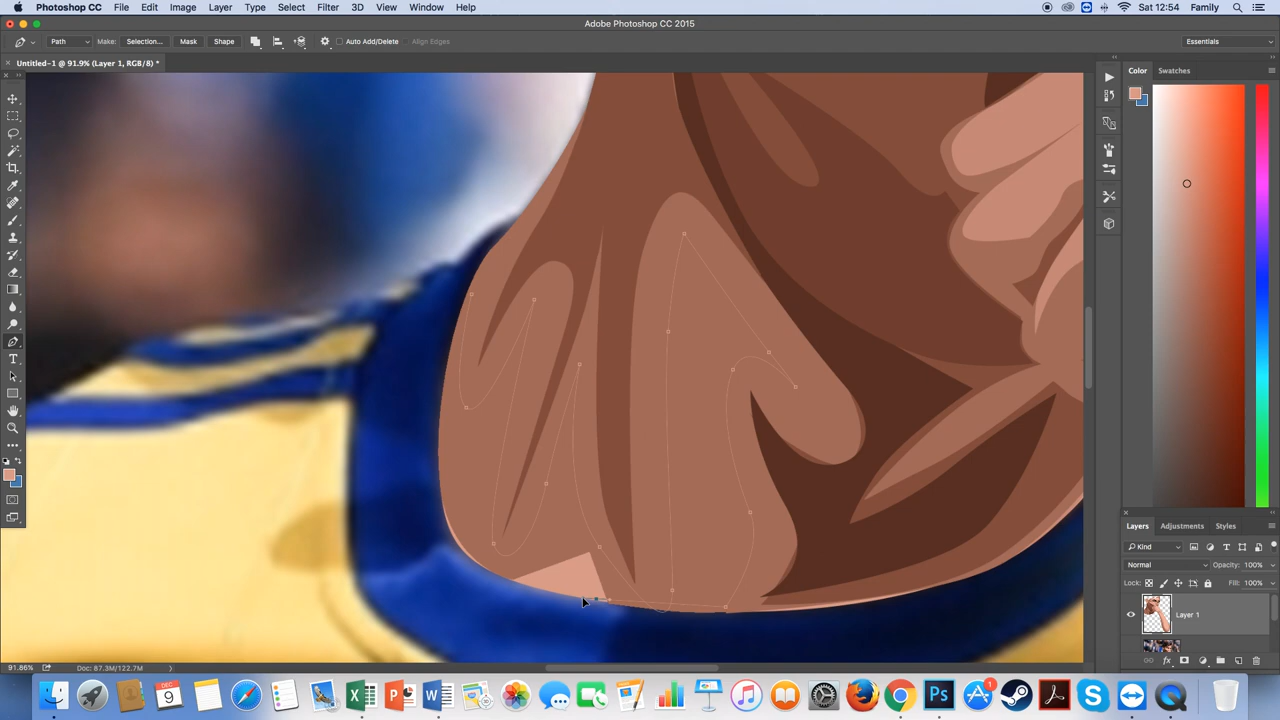 Photoshop CC File Edit Image Layer Type Select Filter 3D View Window Help Sat 12:54 Family
Adobe Photoshop CC 2015
Path Make: Selection... Mask Shape Auto Add/Delete Align Edges Essentials
Untitled-1 @ 91.9% (Layer 1, RGB/8) *
Color Swatches
Layers Adjustments Styles
Kind
Normal Opacity: 100%
Lock: Fill: 100%
Layer 1
91.86% Doc: 87.3M/122.7M
DEC
9
1